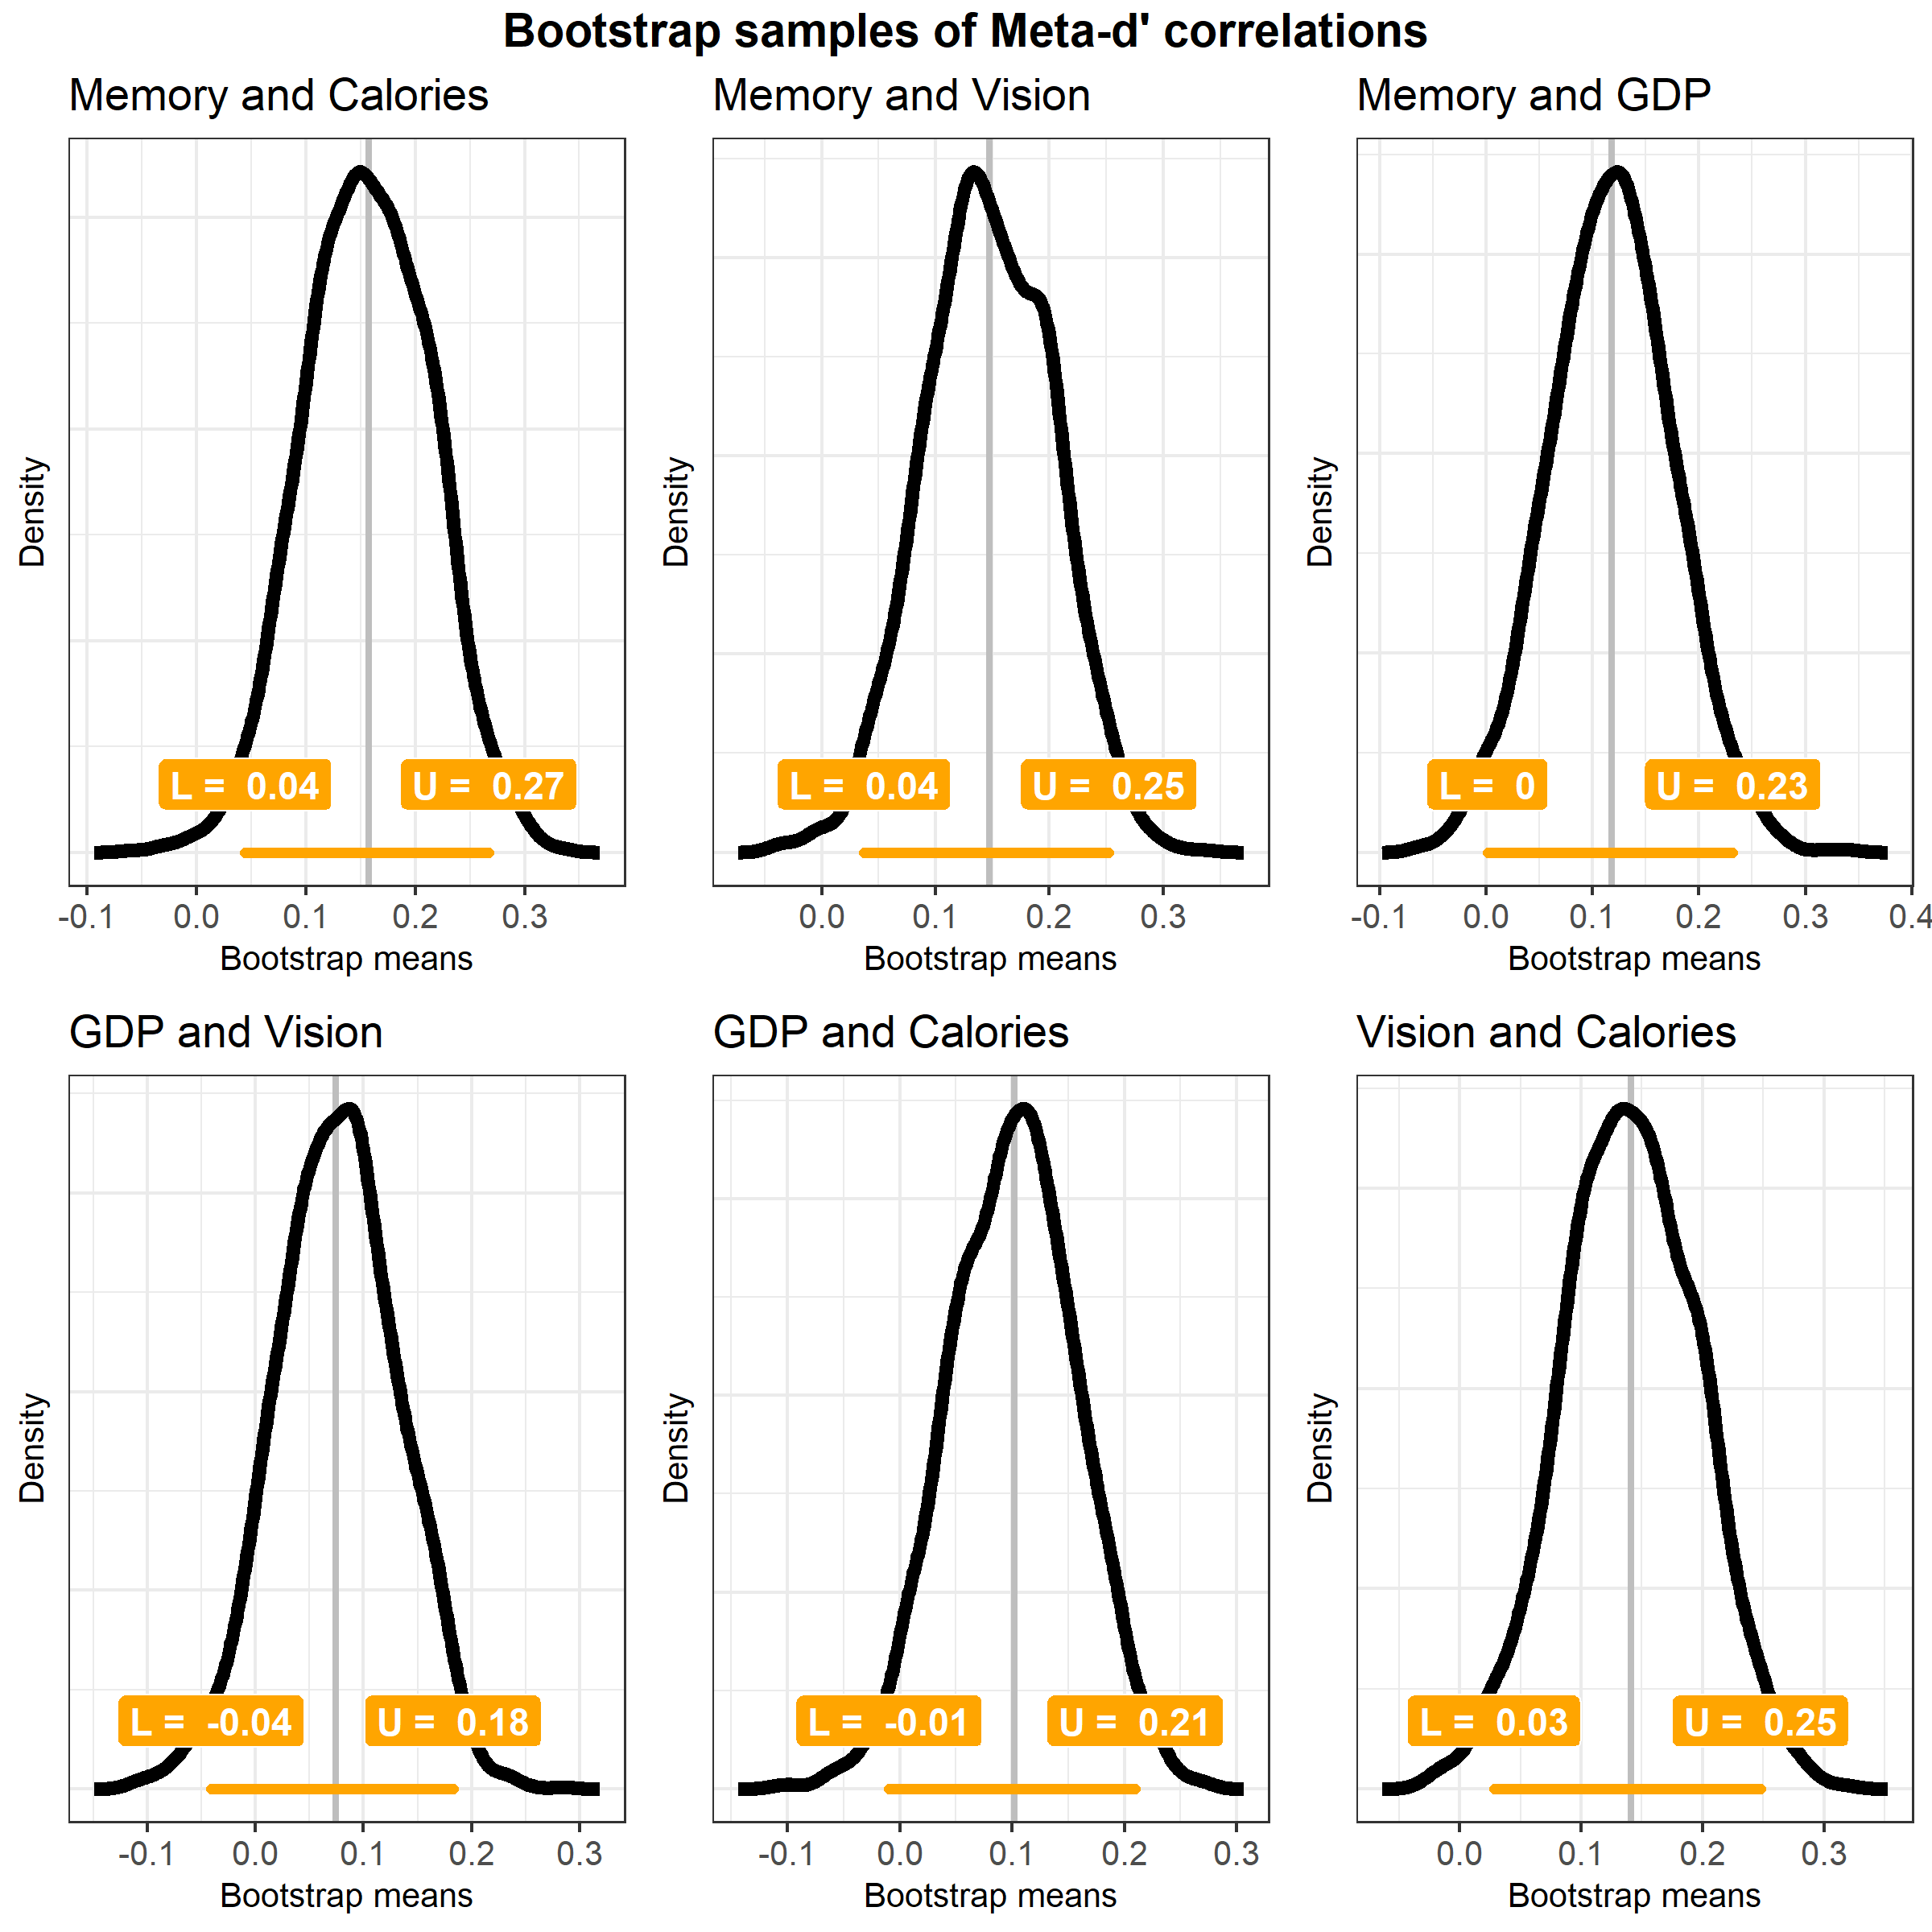 Bootstrap samples of Meta-d' correlations
Memory and Calories
Density
L = 0.04
U = 0.27
-0.1 0.0 0.1 0.2 0.3
Bootstrap means
Memory and Vision
Density
L = 0.04
U = 0.25
0.0 0.1 0.2 0.3
Bootstrap means
Memory and GDP
Density
L = 0
U = 0.23
-0.1 0.0 0.1 0.2 0.3 0.4
Bootstrap means
GDP and Vision
Density
L = -0.04
U = 0.18
-0.1 0.0 0.1 0.2 0.3
Bootstrap means
GDP and Calories
Density
L = -0.01
U = 0.21
-0.1 0.0 0.1 0.2 0.3
Bootstrap means
Vision and Calories
Density
L = 0.03
U = 0.25
0.0 0.1 0.2 0.3
Bootstrap means